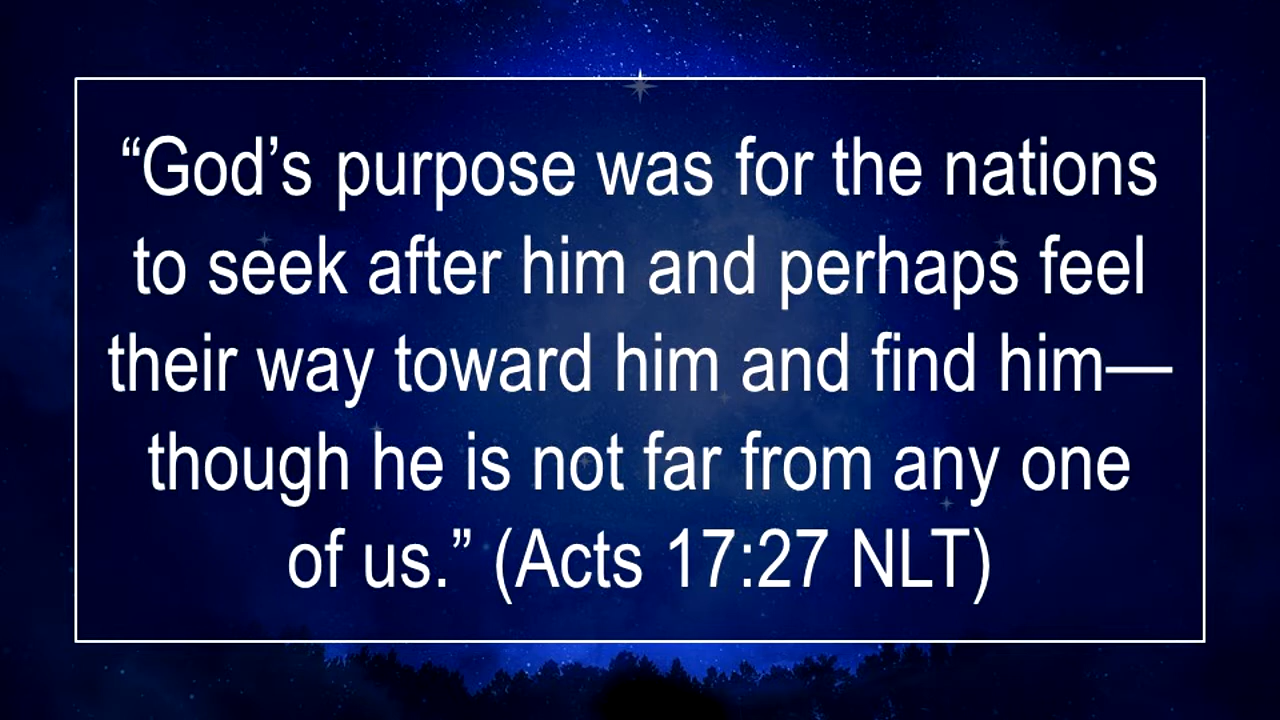 “God’s purpose was for the nations
to seek after him and perhaps feel
their way toward him and find him—
though he is not far from any one
of us.” (Acts 17:27 NLT)